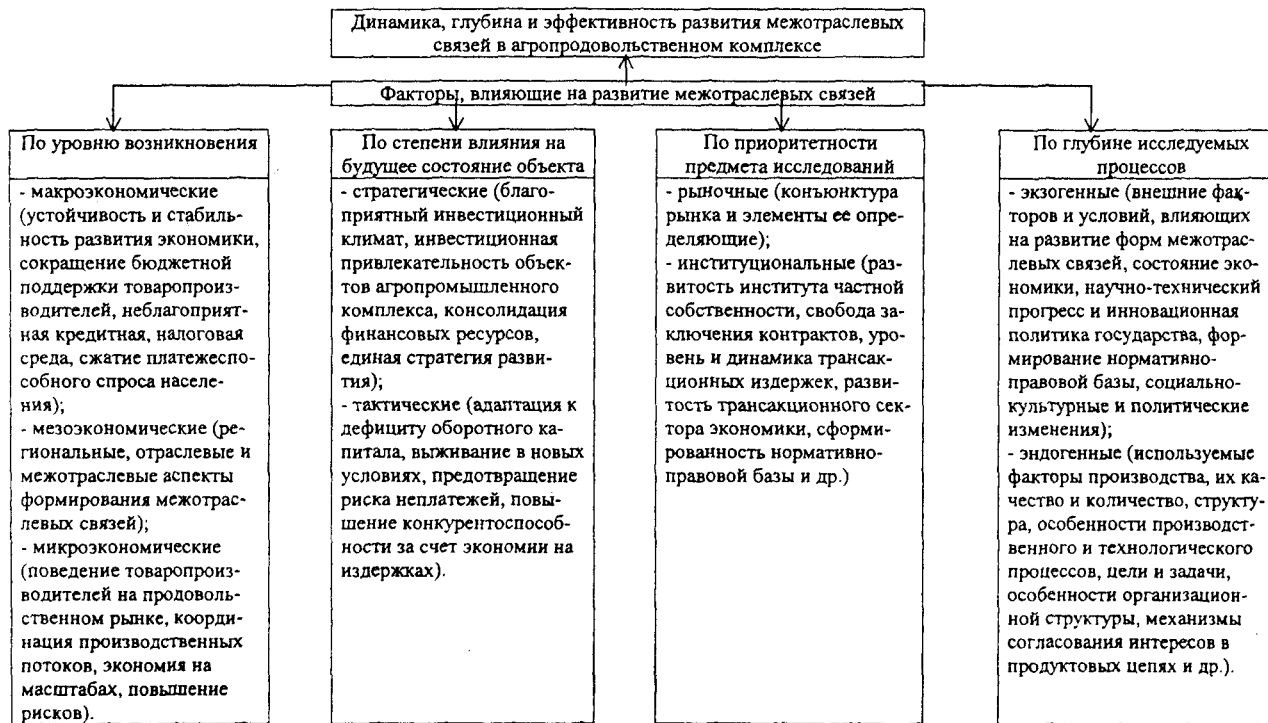 Динамика, глубина и эффективность развития межотраслевых
связей в агропродовольственном комплексе
Факторы, влияющие на развитие межотраслевых связей
По уровню возникновения
- макроэкономические
(устойчивость и стабиль-
ность развития экономики,
сокращение бюджетной
поддержки товаропроиз-
водителей, неблагоприят-
ная кредитная, налоговая
среда, сжатие платежеспо-
собного спроса населе-
ния);
- мезоэкономические (ре-
гиональные, отраслевые и
межотраслевые аспекты
формирования межотрас-
левых связей);
- микроэкономические
(поведение товаропроиз-
водителей на продоволь-
ственном рынке, коорди-
нация производственных
потоков, экономия на
масштабах, повышение
рисков).
По степени влияния на
будущее состояние объекта
- стратегические (благо-
приятный инвестиционный
климат, инвестиционная
привлекательность объек-
тов агропромышленного
комплекса, консолидация
финансовых ресурсов,
единая стратегия разви-
тия);
- тактические (адаптация к
дефициту оборотного ка-
питала, выживание в новых
условиях, предотвращение
риска неплатежей, повы-
шение конкурентоспособ-
ности за счет экономии на
издержках).
По приоритетности
предмета исследований
- рыночные (конъюнктура
рынка и элементы ее опре-
деляющие);
- институциональные (раз-
витость института частной
собственности, свобода за-
ключения контрактов, уро-
вень и динамика трансак-
ционных издержек, разви-
тость трансакционного сек-
тора экономики, сформи-
рованность нормативно-
правовой базы и др.)
По глубине исследуемых
процессов
- экзогенные (внешние фак-
торов и условий, влияющих
на развитие форм межотрас-
левых связей, состояние эко-
номики, научно-технический
прогресс и инновационная
политика государства, фор-
мирование нормативно-
правовой базы, социально-
культурные и политические
изменения);
- эндогенные (используемые
факторы производства, их ка-
чество и количество, структу-
ра, особенности производст-
венного и технологического
процессов, цели и задачи,
особенности организацион-
ной структуры, механизмы
согласования интересов в
продуктовых цепях и др.).